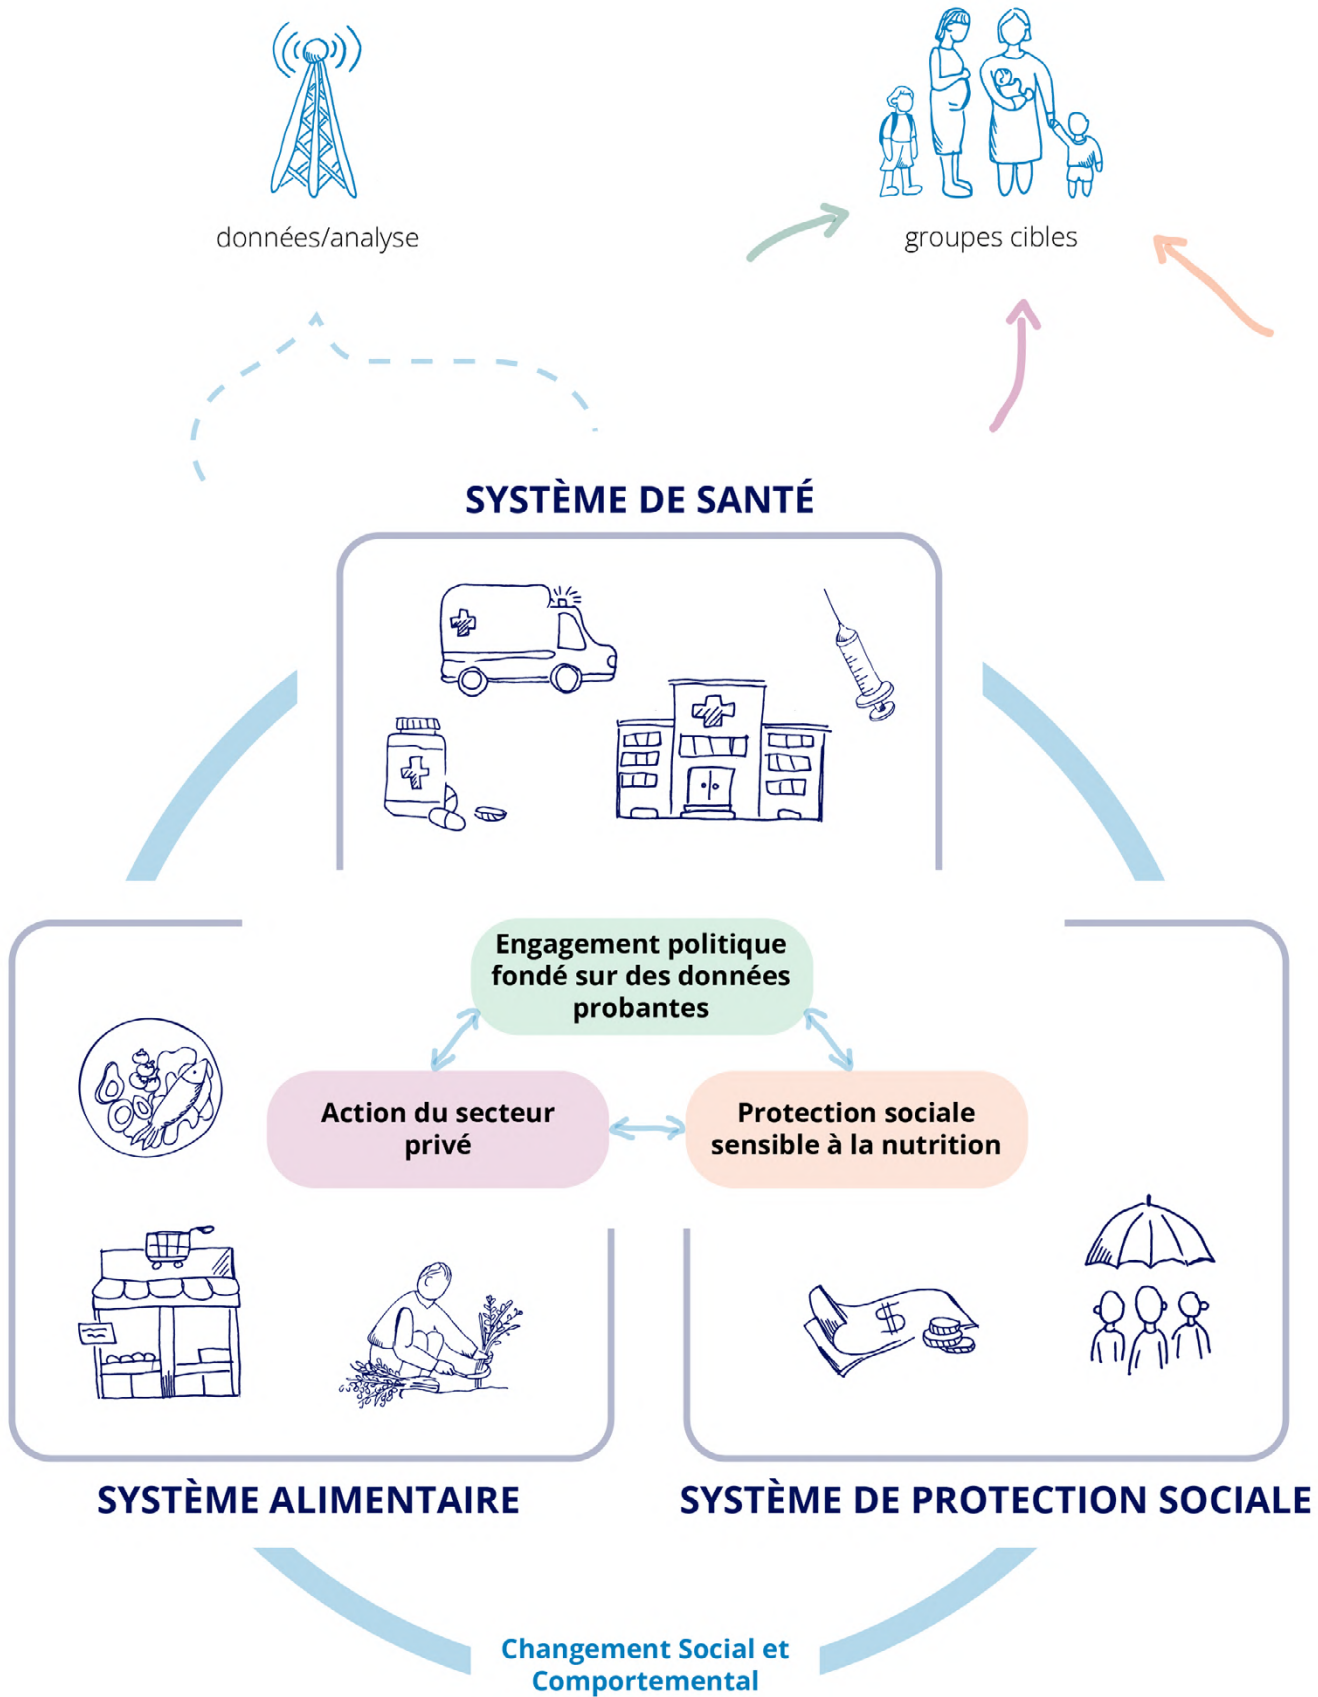 données/analyse
groupes cibles
SYSTÈME DE SANTÉ
Engagement politique
fondé sur des données
probantes
Action du secteur
privé
Protection sociale
sensible à la nutrition
$
SYSTÈME ALIMENTAIRE
SYSTÈME DE PROTECTION SOCIALE
Changement Social et
Comportemental